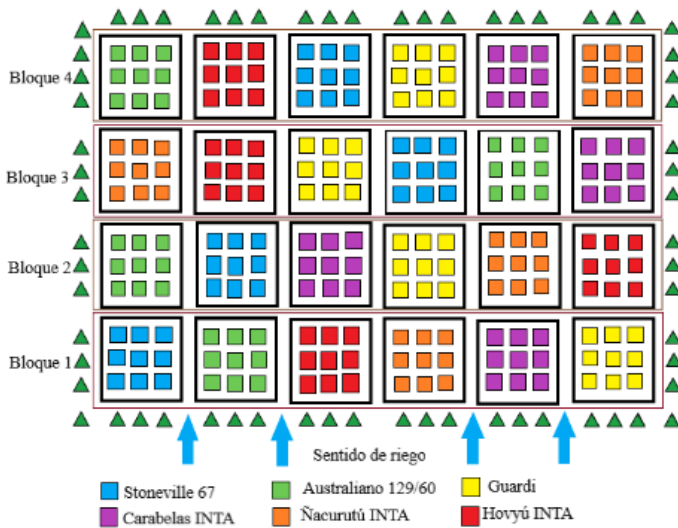 Bloque 4
Bloque 3
Bloque 2
Bloque 1
Sentido de riego
Stoneville 67
Australiano 129/60
Guardi
Carabelas INTA
Ñacurutú INTA
Hovyú INTA